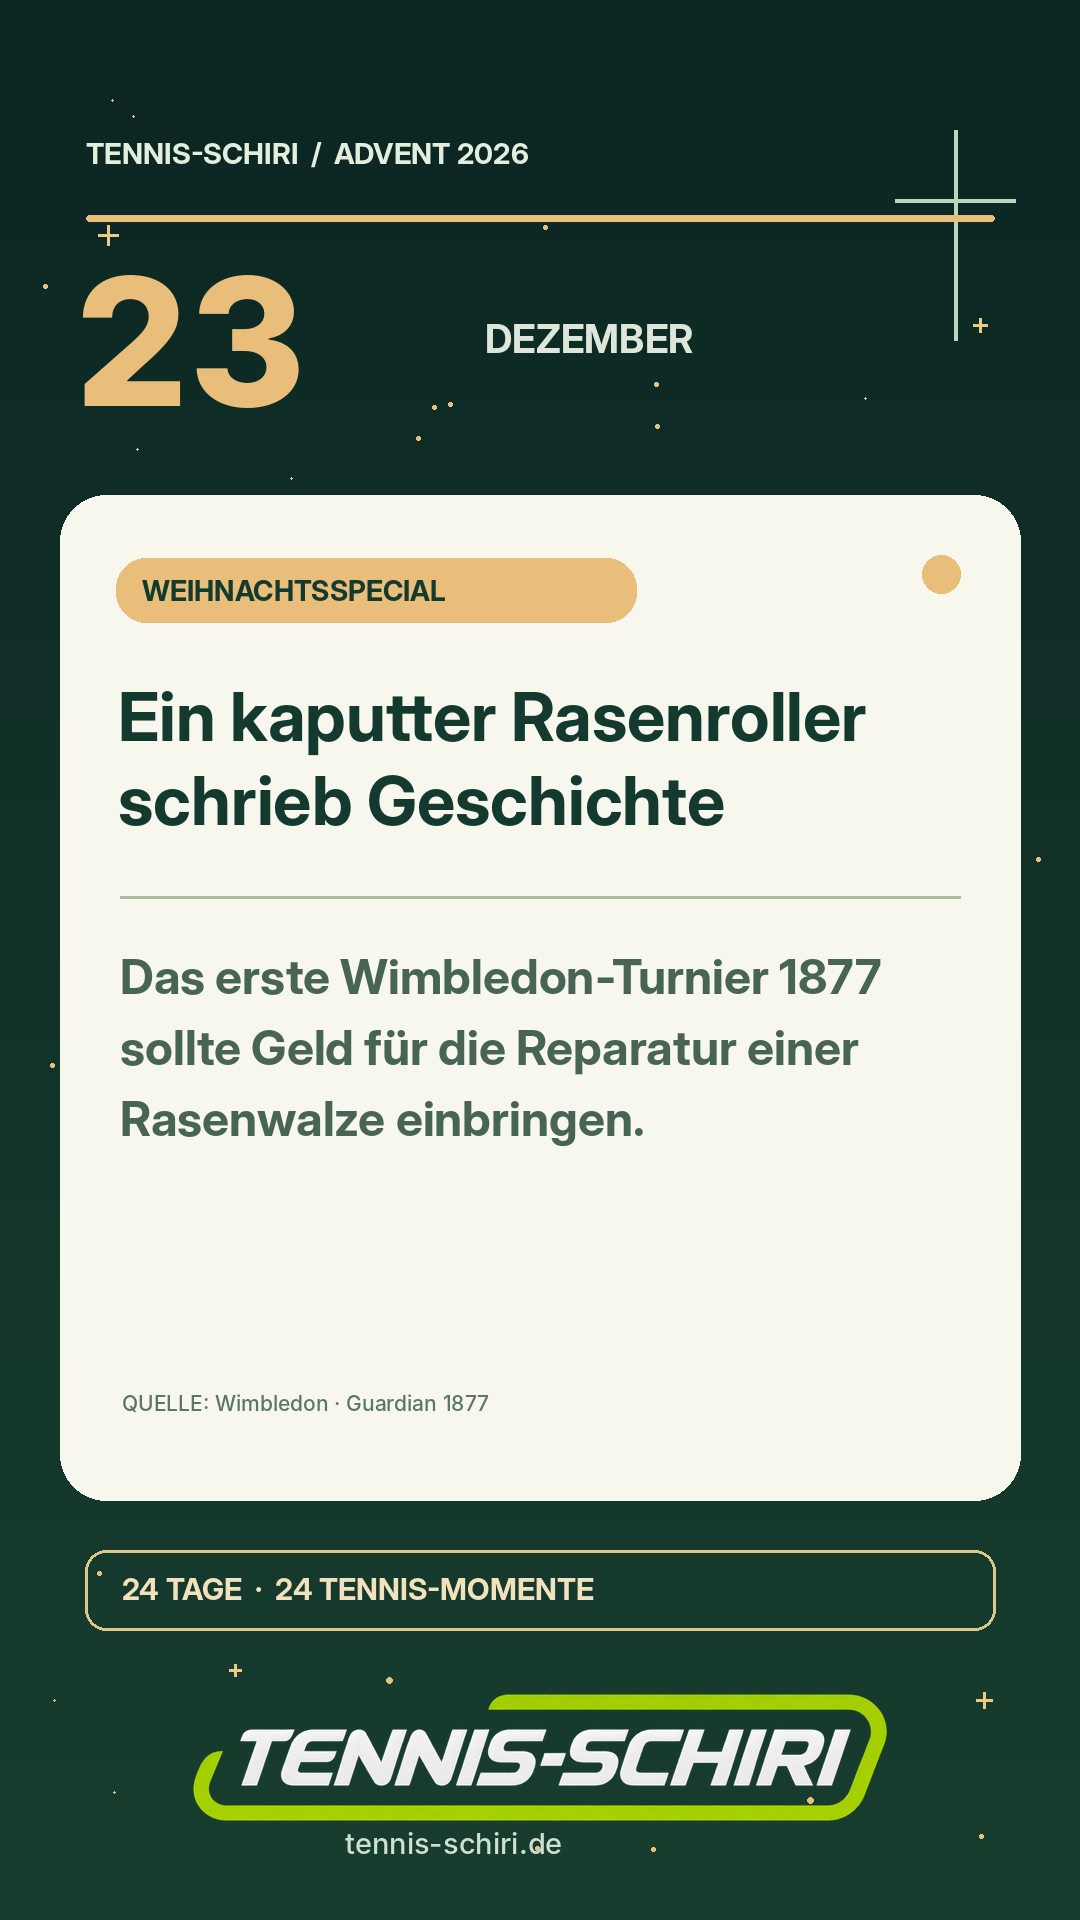 TENNIS-SCHIRI / ADVENT 2026
23
DEZEMBER
WEIHNACHTSSPECIAL
Ein kaputter Rasenroller
schrieb Geschichte
Das erste Wimbledon-Turnier 1877
sollte Geld für die Reparatur einer
Rasenwalze einbringen.
QUELLE: Wimbledon · Guardian 1877
24 TAGE · 24 TENNIS-MOMENTE
TENNIS-SCHIRI
tennis-schiri.de